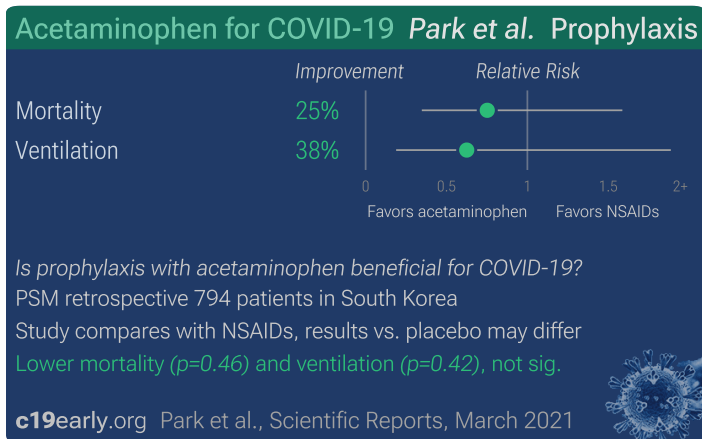 Acetaminophen for COVID-19 Park et al. Prophylaxis
Improvement Relative Risk
Mortality 25%
Ventilation 38%
0 0.5 1 1.5 2+
Favors acetaminophen Favors NSAIDs
Is prophylaxis with acetaminophen beneficial for COVID-19?
PSM retrospective 794 patients in South Korea
Study compares with NSAIDs, results vs. placebo may differ
Lower mortality (p=0.46) and ventilation (p=0.42), not sig.
c19early.org Park et al., Scientific Reports, March 2021